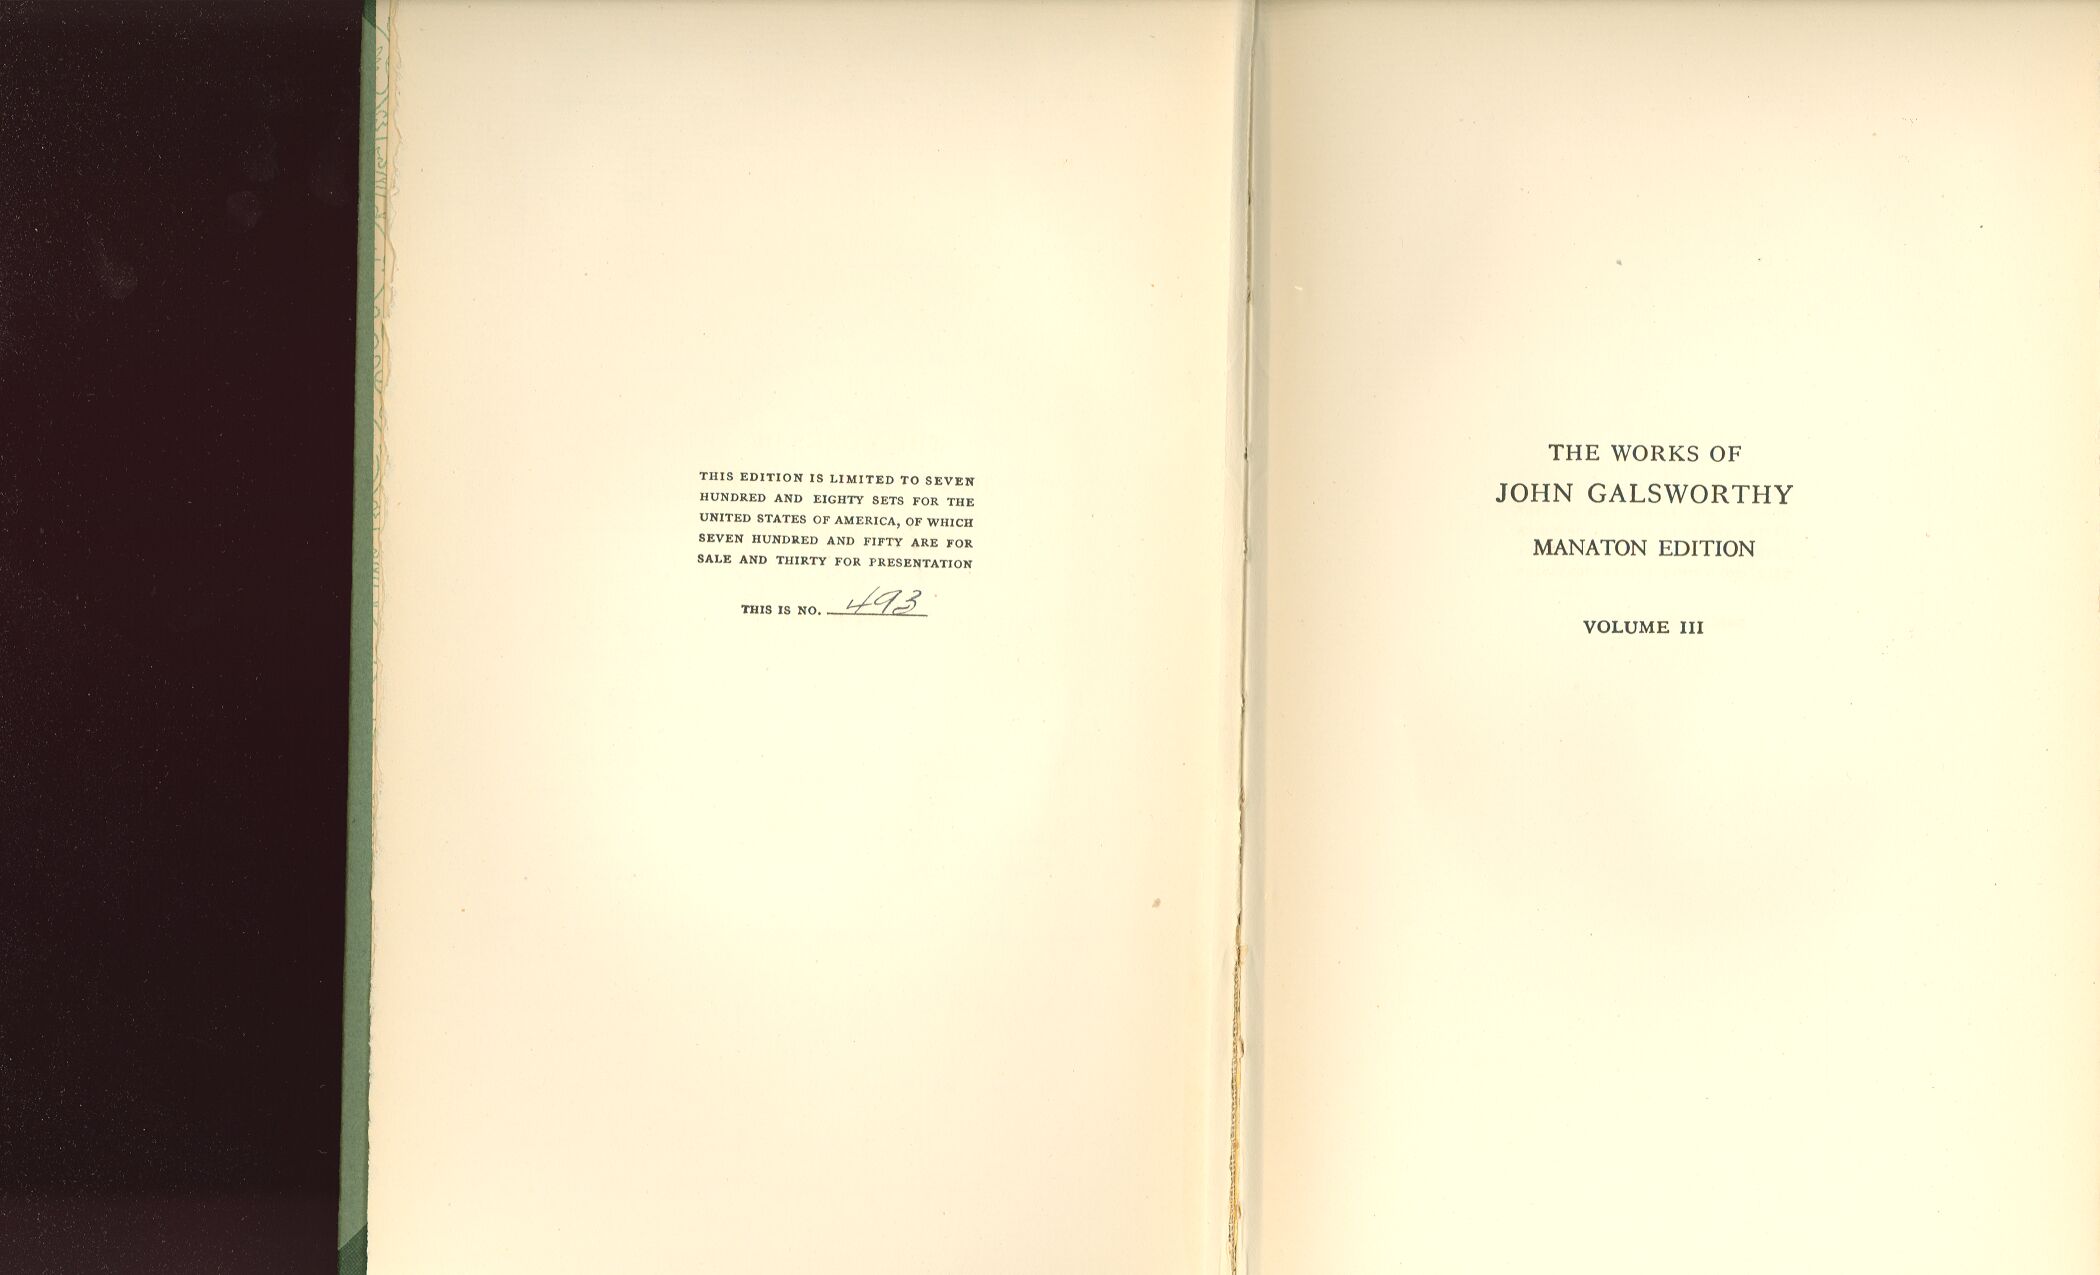 THIS EDITION IS LIMITED TO SEVEN
HUNDRED AND EIGHTY SETS FOR THE
UNITED STATES OF AMERICA, OF WHICH
SEVEN HUNDRED AND FIFTY ARE FOR
SALE AND THIRTY FOR PRESENTATION
THIS IS NO. 493
THE WORKS OF
JOHN GALSWORTHY
MANATON EDITION
VOLUME III